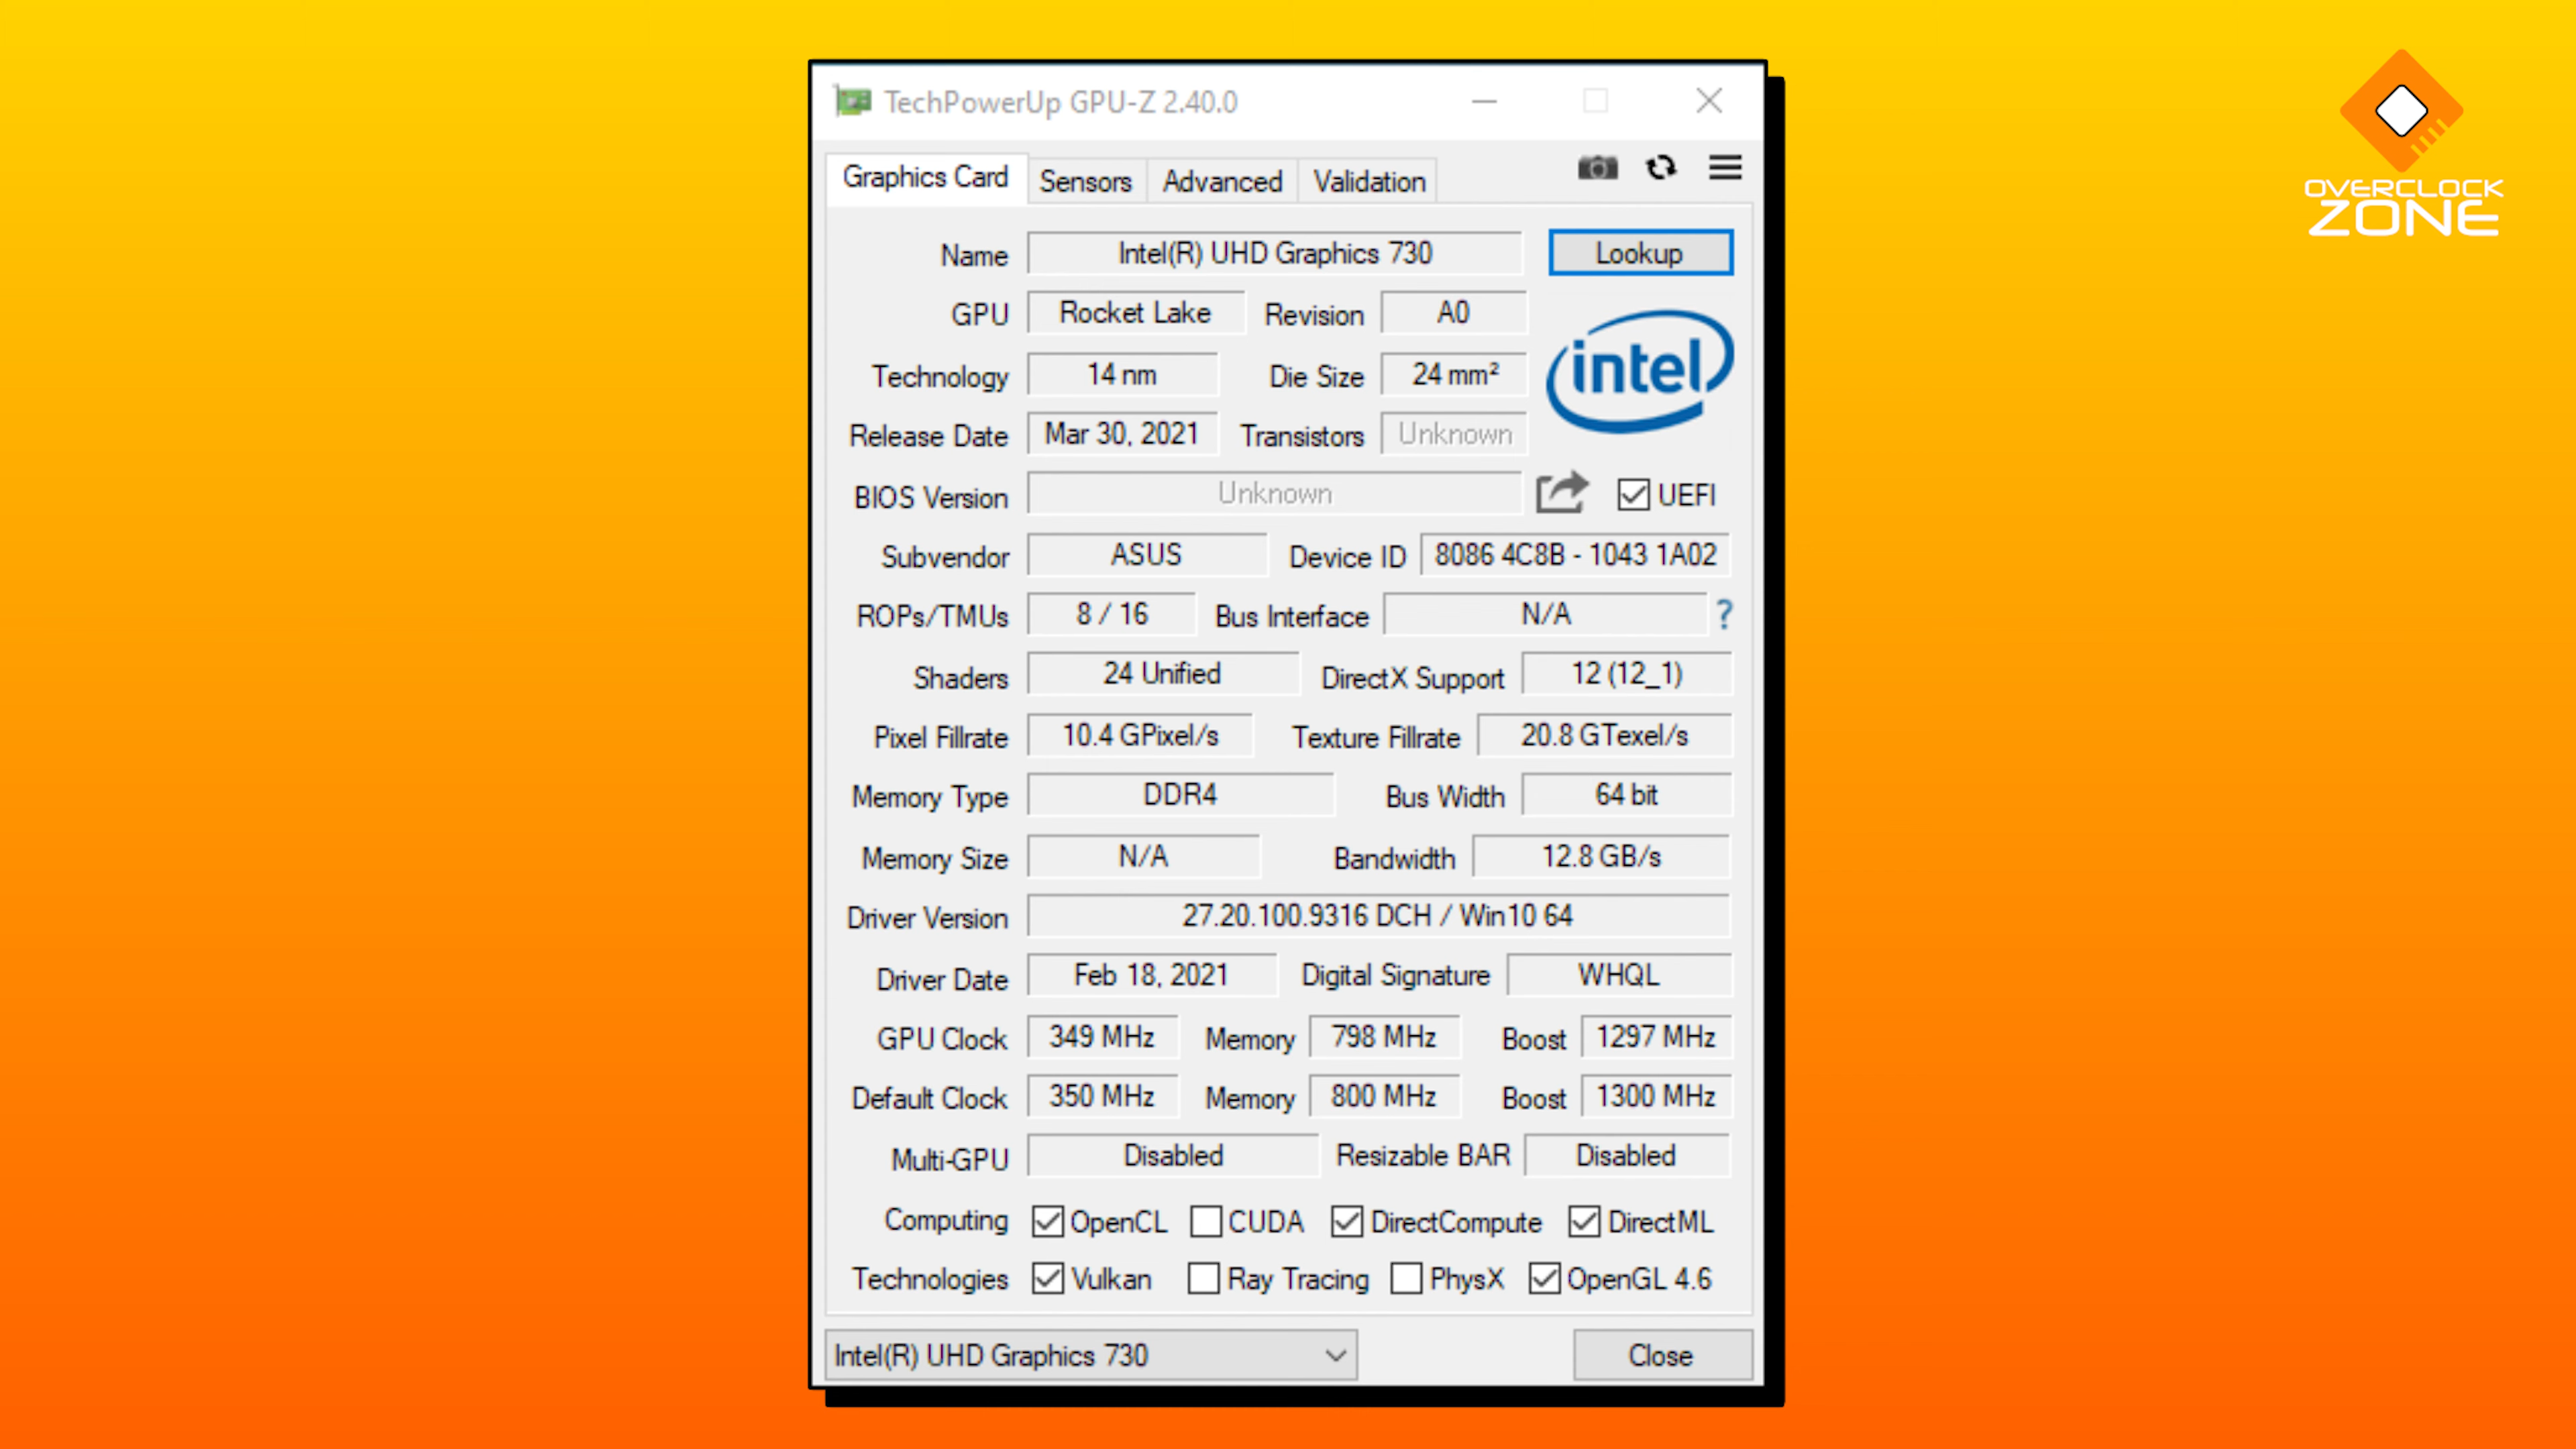 TechPowerUp GPU-Z 2.40.0
OVERCLOCK
ZONE
Graphics Card Sensors Advanced Validation
Name Intel(R) UHD Graphics 730 Lookup
GPU Rocket Lake Revision A0
intel
Technology 14 nm Die Size 24 mm²
Release Date Mar 30, 2021 Transistors Unknown
BIOS Version Unknown UEFI
Subvendor ASUS Device ID 8086 4C8B - 1043 1A02
ROPs/TMUs 8 / 16 Bus Interface N/A ?
Shaders 24 Unified DirectX Support 12 (12_1)
Pixel Fillrate 10.4 GPixel/s Texture Fillrate 20.8 GTexel/s
Memory Type DDR4 Bus Width 64 bit
Memory Size N/A Bandwidth 12.8 GB/s
Driver Version 27.20.100.9316 DCH / Win10 64
Driver Date Feb 18, 2021 Digital Signature WHQL
GPU Clock 349 MHz Memory 798 MHz Boost 1297 MHz
Default Clock 350 MHz Memory 800 MHz Boost 1300 MHz
Multi-GPU Disabled Resizable BAR Disabled
Computing OpenCL CUDA DirectCompute DirectML
Technologies Vulkan Ray Tracing PhysX OpenGL 4.6
Intel(R) UHD Graphics 730 Close